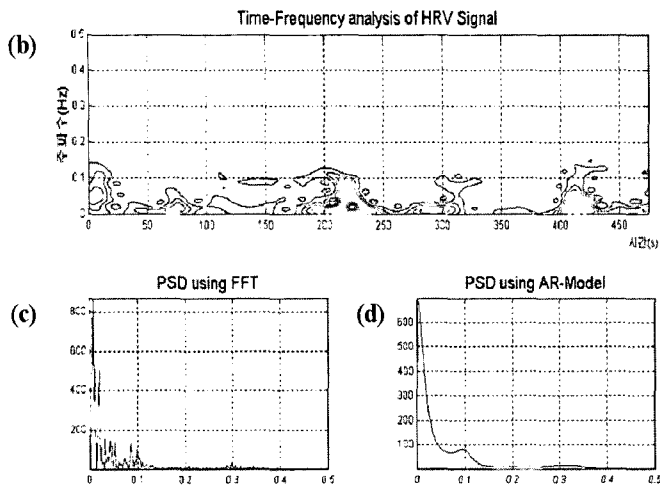 Time-Frequency analysis of HRV Signal
(b)
0.5
0.4
0.3
0.2
0.1
0
주파수(Hz)
0 50 100 150 200 250 300 350 400 450
시간(s)
PSD using FFT
(c)
800
600
400
200
0 0.1 0.2 0.3 0.4 0.5
PSD using AR-Model
(d)
600
500
400
300
200
100
0 0.1 0.2 0.3 0.4 0.5